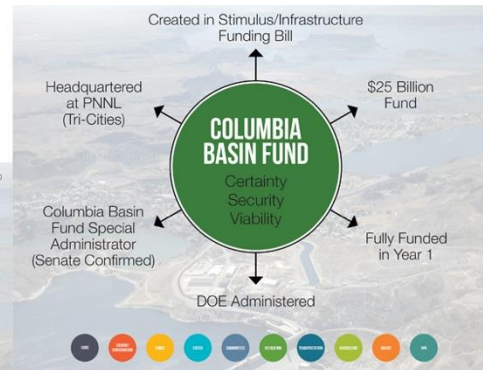 Created in Stimulus/Infrastructure
Funding Bill
Headquartered
at PNNL
(Tri-Cities)
$25 Billion
Fund
COLUMBIA
BASIN FUND
Certainty
Security
Viability
Columbia Basin
Fund Special
Administrator
(Senate Confirmed)
Fully Funded
in Year 1
DOE Administered